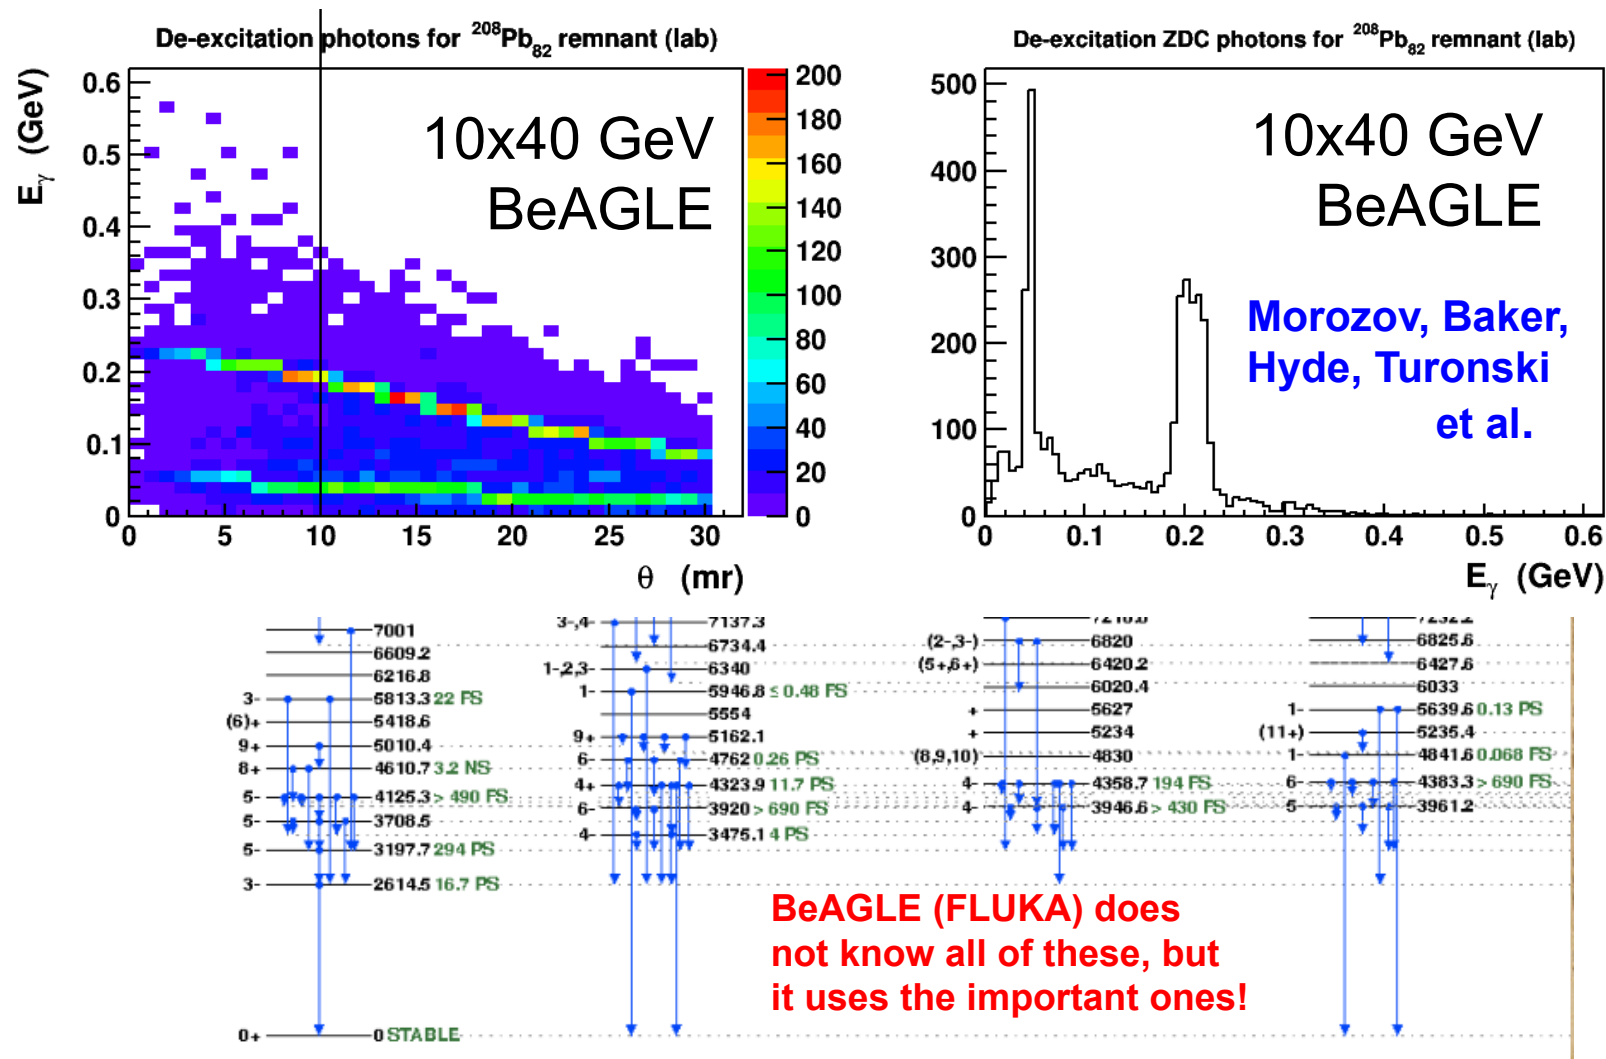 De-excitation photons for 208Pb82 remnant (lab)
Eγ (GeV)
0.6
0.5
0.4
0.3
0.2
0.1
0
10x40 GeV
BeAGLE
200
180
160
140
120
100
80
60
40
20
0
0 5 10 15 20 25 30
θ (mr)
De-excitation ZDC photons for 208Pb82 remnant (lab)
500
400
300
200
100
0
10x40 GeV
BeAGLE
Morozov, Baker,
Hyde, Turonski
et al.
0 0.1 0.2 0.3 0.4 0.5 0.6
Eγ (GeV)
7001
6609.2
6216.8
3- 5813.3 22 FS
(6)+ 5418.6
9+ 5010.4
8+ 4610.7 3.2 NS
5- 4125.3 > 490 FS
5- 3708.5
5- 3197.7 294 PS
3- 2614.5 16.7 PS
0+ 0 STABLE
3-,4 7137.3
6734.4
1-,2,3- 6340
1- 5946.8 ≤ 0.48 FS
5554
9+ 5162.1
6- 4762 0.26 PS
4+ 4323.9 11.7 PS
6- 3920 > 690 FS
4- 3475.1 4 PS
(2-,3-) 6820
(5+,6+) 6420.2
6020.4
+ 5627
+ 5234
(8,9,10) 4830
4- 4358.7 194 FS
4- 3946.6 > 430 FS
6825.6
6427.6
6033
1- 5639.6 0.13 PS
(11+) 5235.4
1- 4841.6 0.068 FS
6- 4383.3 > 690 FS
5- 3961.2
BeAGLE (FLUKA) does
not know all of these, but
it uses the important ones!